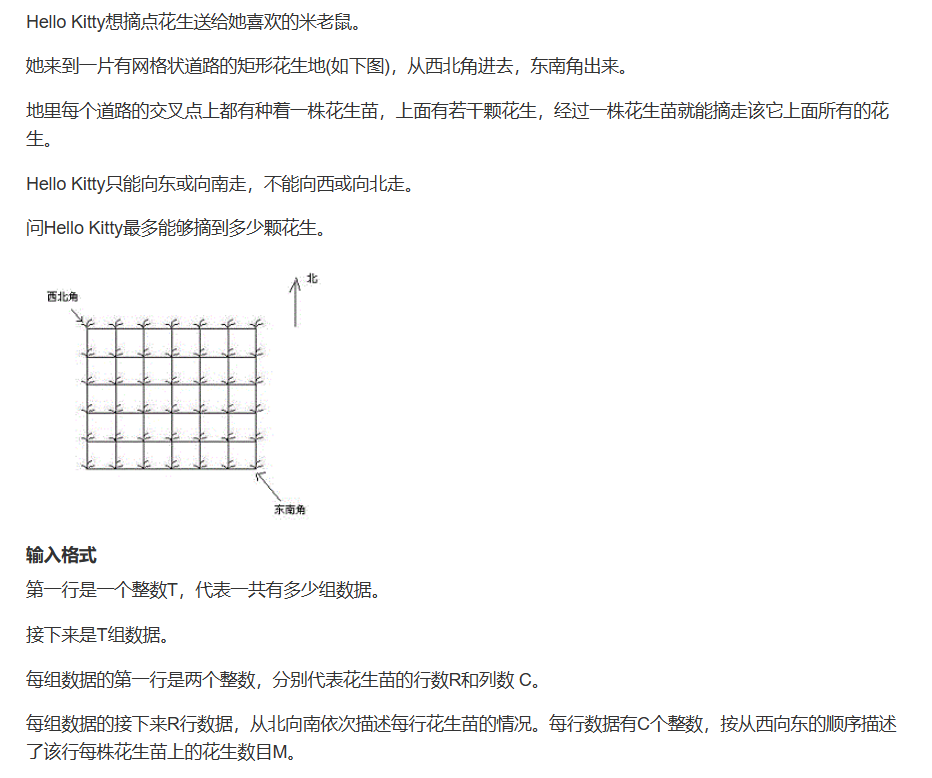 Hello Kitty想摘点花生送给她喜欢的米老鼠。
她来到一片有网格状道路的矩形花生地(如下图)，从西北角进去，东南角出来。
地里每个道路的交叉点上都有种着一株花生苗，上面有若干颗花生，经过一株花生苗就能摘走该它上面所有的花
生。
Hello Kitty只能向东或向南走，不能向西或向北走。
问Hello Kitty最多能够摘到多少颗花生。
北
西北角
东南角
输入格式
第一行是一个整数T，代表一共有多少组数据。
接下来是T组数据。
每组数据的第一行是两个整数，分别代表花生苗的行数R和列数 C。
每组数据的接下来R行数据，从北向南依次描述每行花生苗的情况。每行数据有C个整数，按从西向东的顺序描述
了该行每株花生苗上的花生数目M。